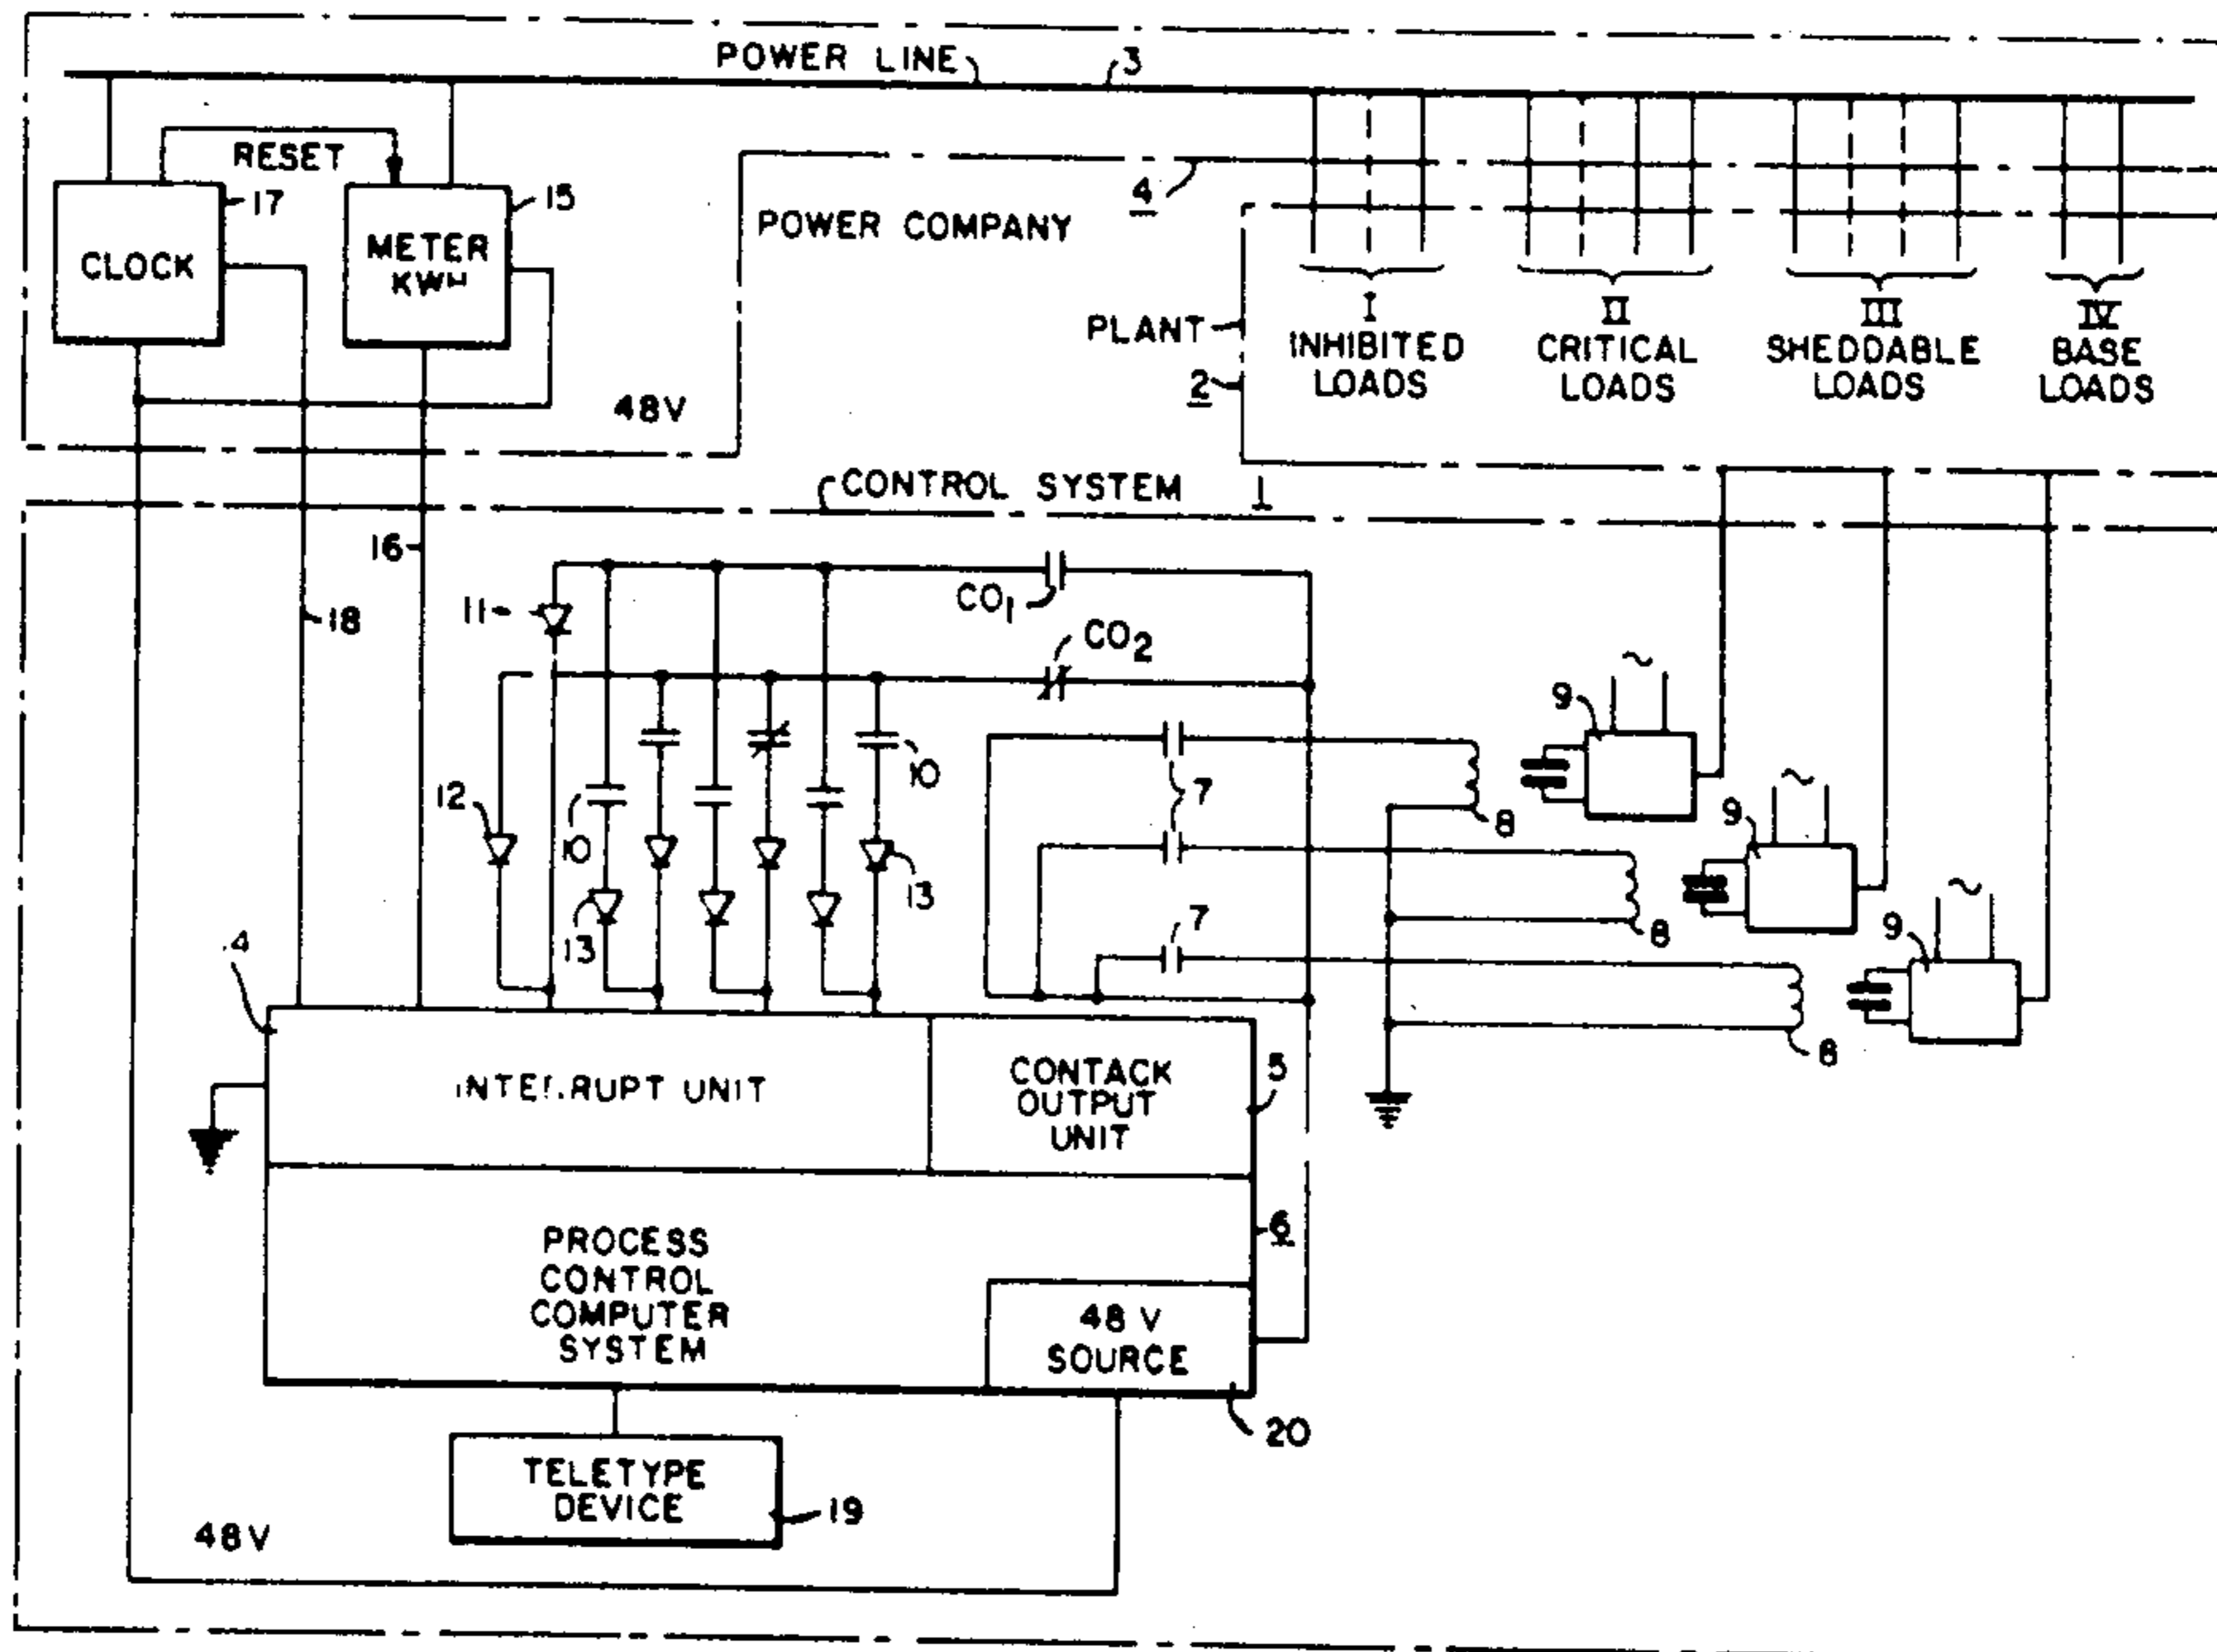 POWER LINE
3
RESET
17
15
CLOCK
METER
KWH
4
POWER COMPANY
PLANT
2
I
INHIBITED
LOADS
II
CRITICAL
LOADS
III
SHEDDABLE
LOADS
IV
BASE
LOADS
48V
CONTROL SYSTEM
1
16
18
11
CO1
CO2
12
10
10
13
13
7
7
8
8
6
9
9
9
4
INTERRUPT UNIT
CONTACK
OUTPUT
UNIT
5
6
PROCESS
CONTROL
COMPUTER
SYSTEM
48 V
SOURCE
20
TELETYPE
DEVICE
19
48V